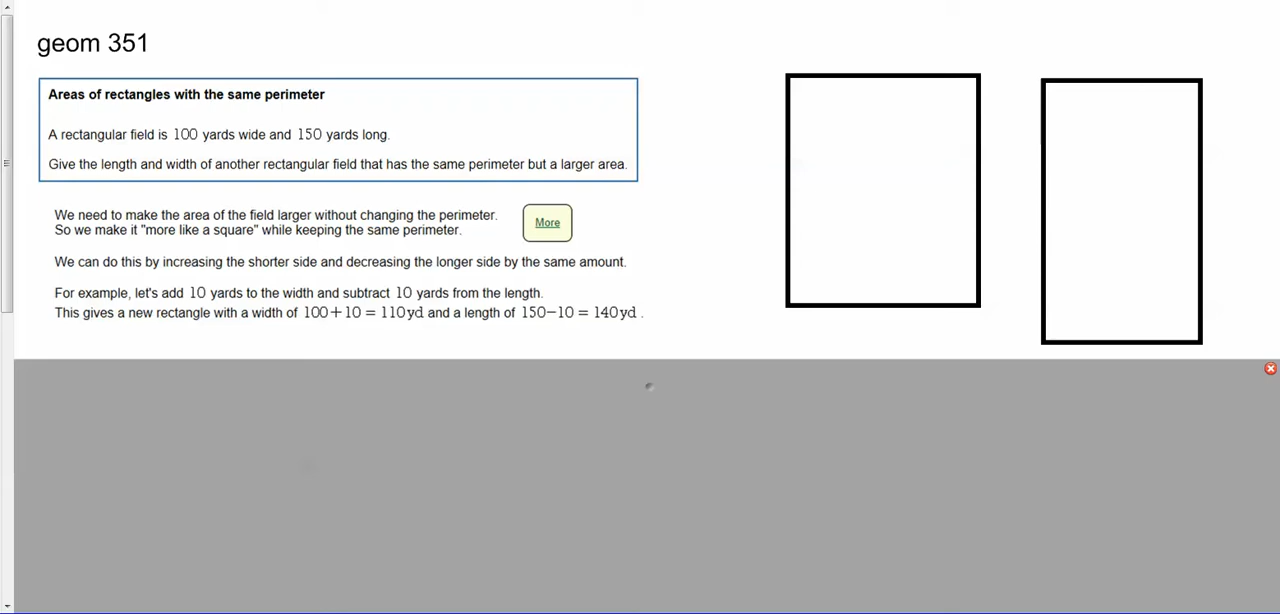 geom 351
Areas of rectangles with the same perimeter
A rectangular field is 100 yards wide and 150 yards long.
Give the length and width of another rectangular field that has the same perimeter but a larger area.
We need to make the area of the field larger without changing the perimeter.
So we make it "more like a square" while keeping the same perimeter.
More
We can do this by increasing the shorter side and decreasing the longer side by the same amount.
For example, let's add 10 yards to the width and subtract 10 yards from the length.
This gives a new rectangle with a width of 100+10 = 110yd and a length of 150−10 = 140yd .